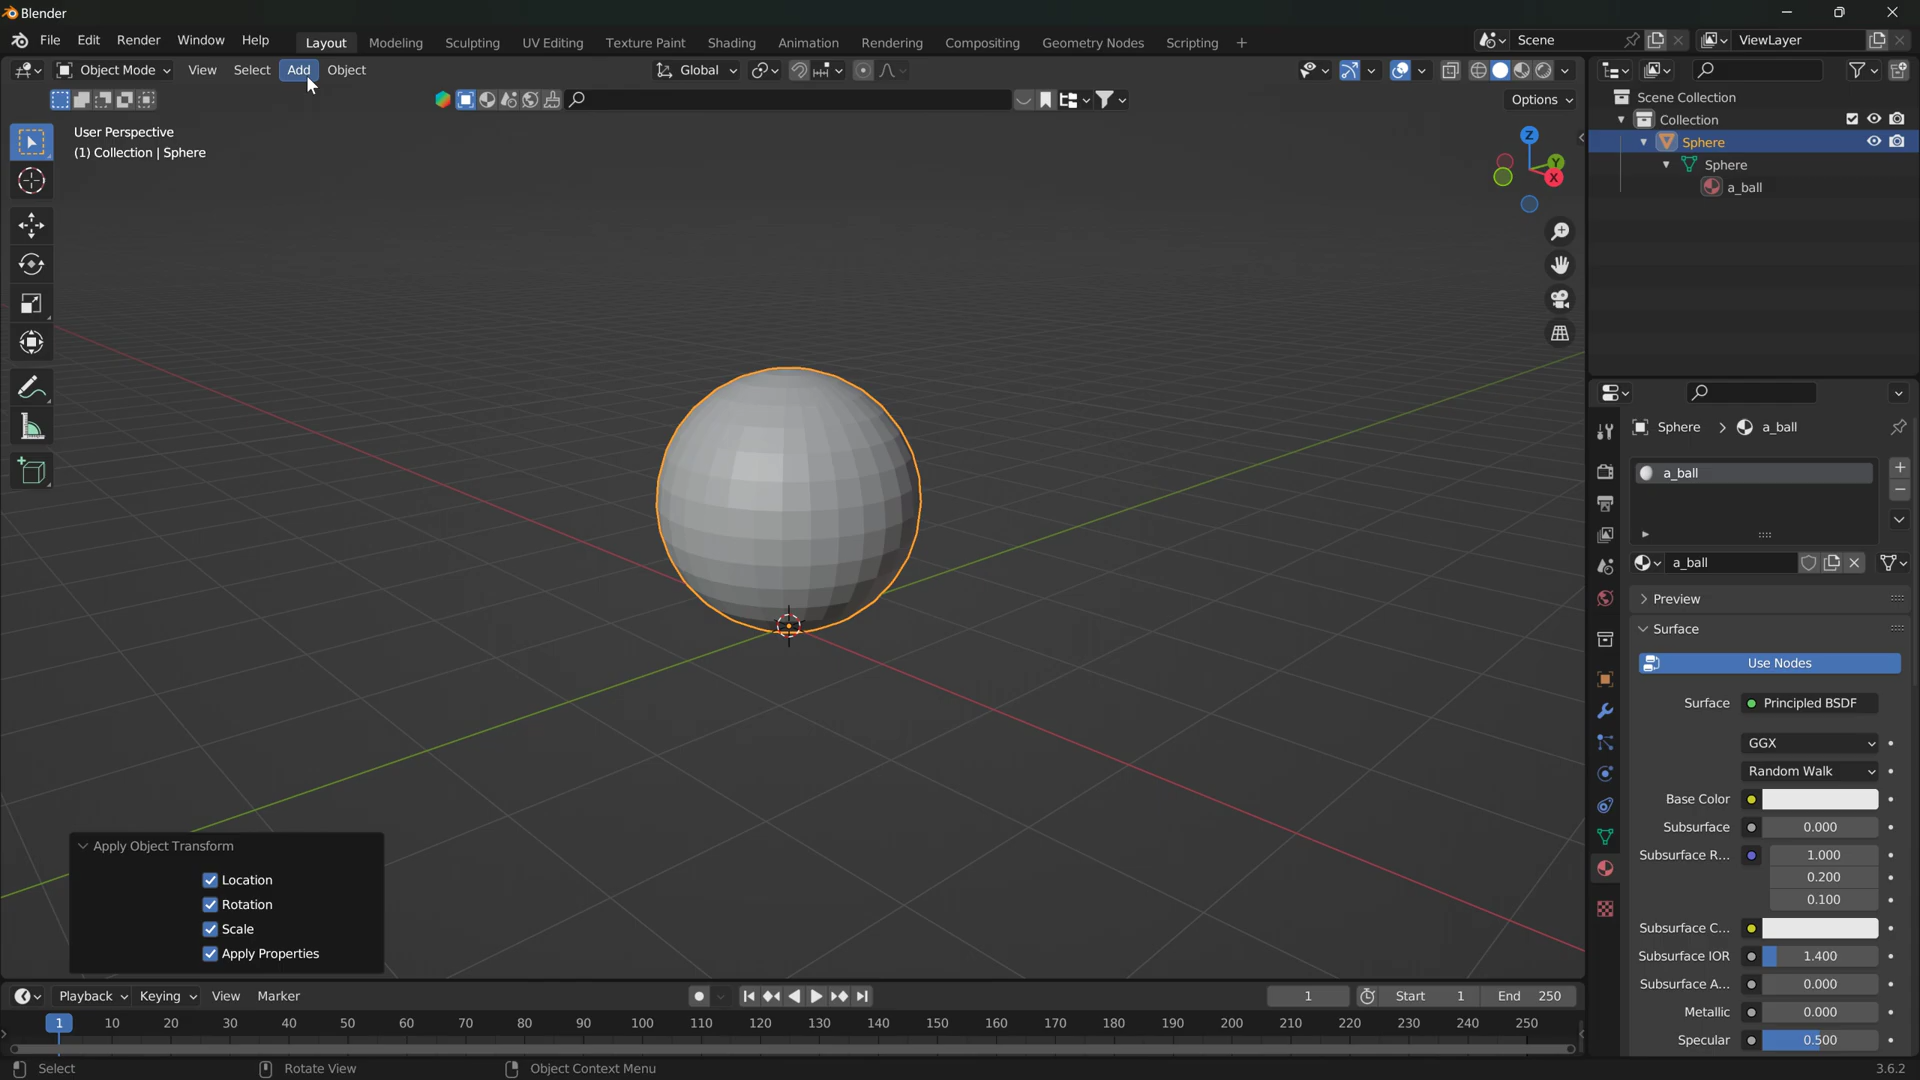 Blender
File Edit Render Window Help Layout Modeling Sculpting UV Editing Texture Paint Shading Animation Rendering Compositing Geometry Nodes Scripting + Scene ViewLayer
Object Mode View Select Add Object Global
Options
User Perspective
(1) Collection | Sphere
Z
Y
X
Scene Collection
Collection
Sphere
Sphere
a_ball
Sphere > a_ball
a_ball
a_ball
Preview
Surface
Use Nodes
Surface Principled BSDF
GGX
Random Walk
Base Color
Subsurface 0.000
Subsurface R... 1.000
0.200
0.100
Subsurface C...
Subsurface IOR 1.400
Subsurface A... 0.000
Metallic 0.000
Specular 0.500
Apply Object Transform
Location
Rotation
Scale
Apply Properties
Playback Keying View Marker 1 Start 1 End 250
1 10 20 30 40 50 60 70 80 90 100 110 120 130 140 150 160 170 180 190 200 210 220 230 240 250
Select Rotate View Object Context Menu 3.6.2